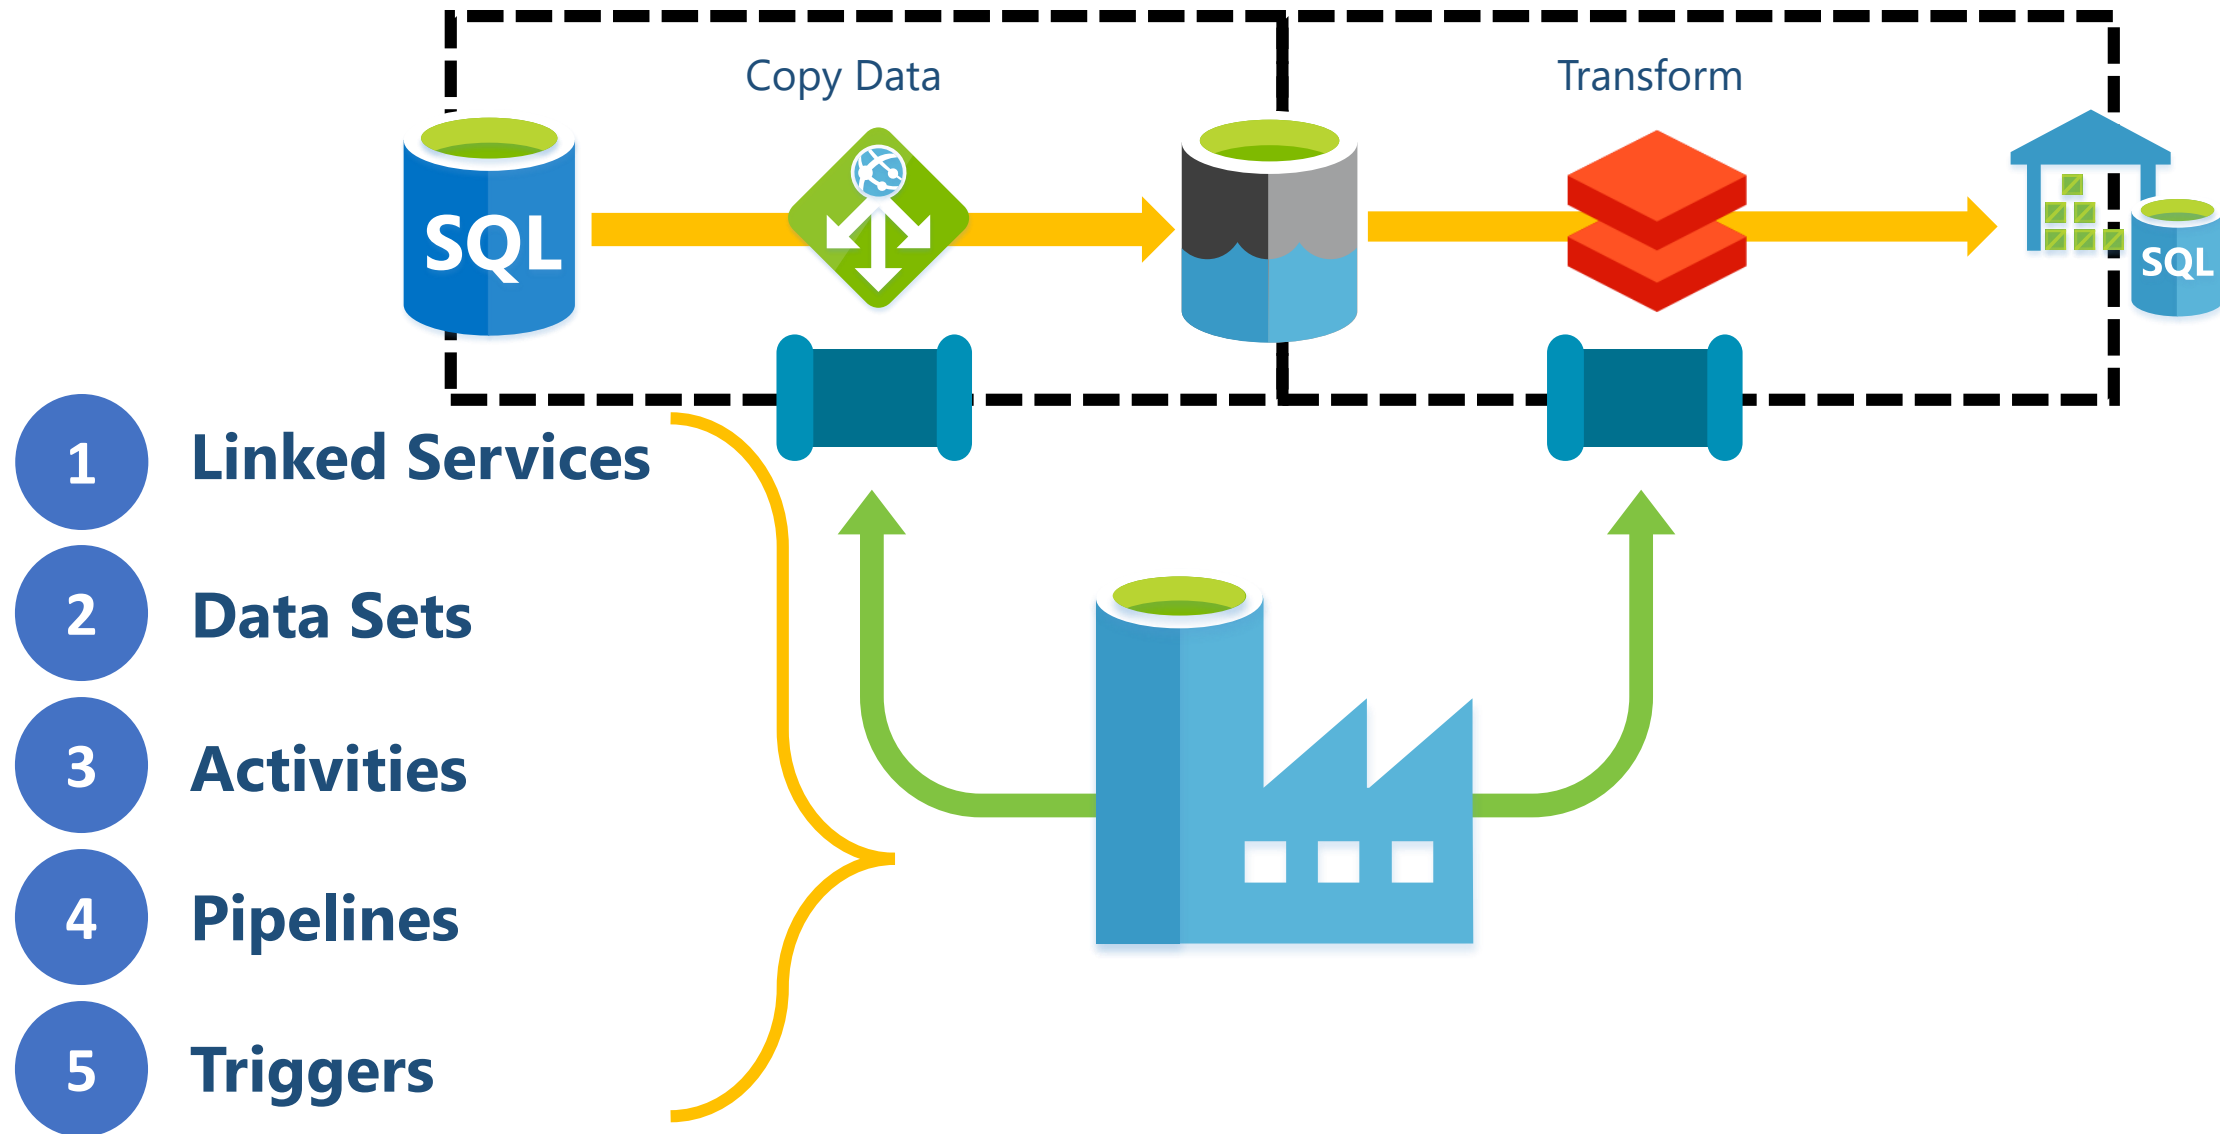 Copy Data
Transform
SQL
SQL
1 Linked Services
2 Data Sets
3 Activities
4 Pipelines
5 Triggers